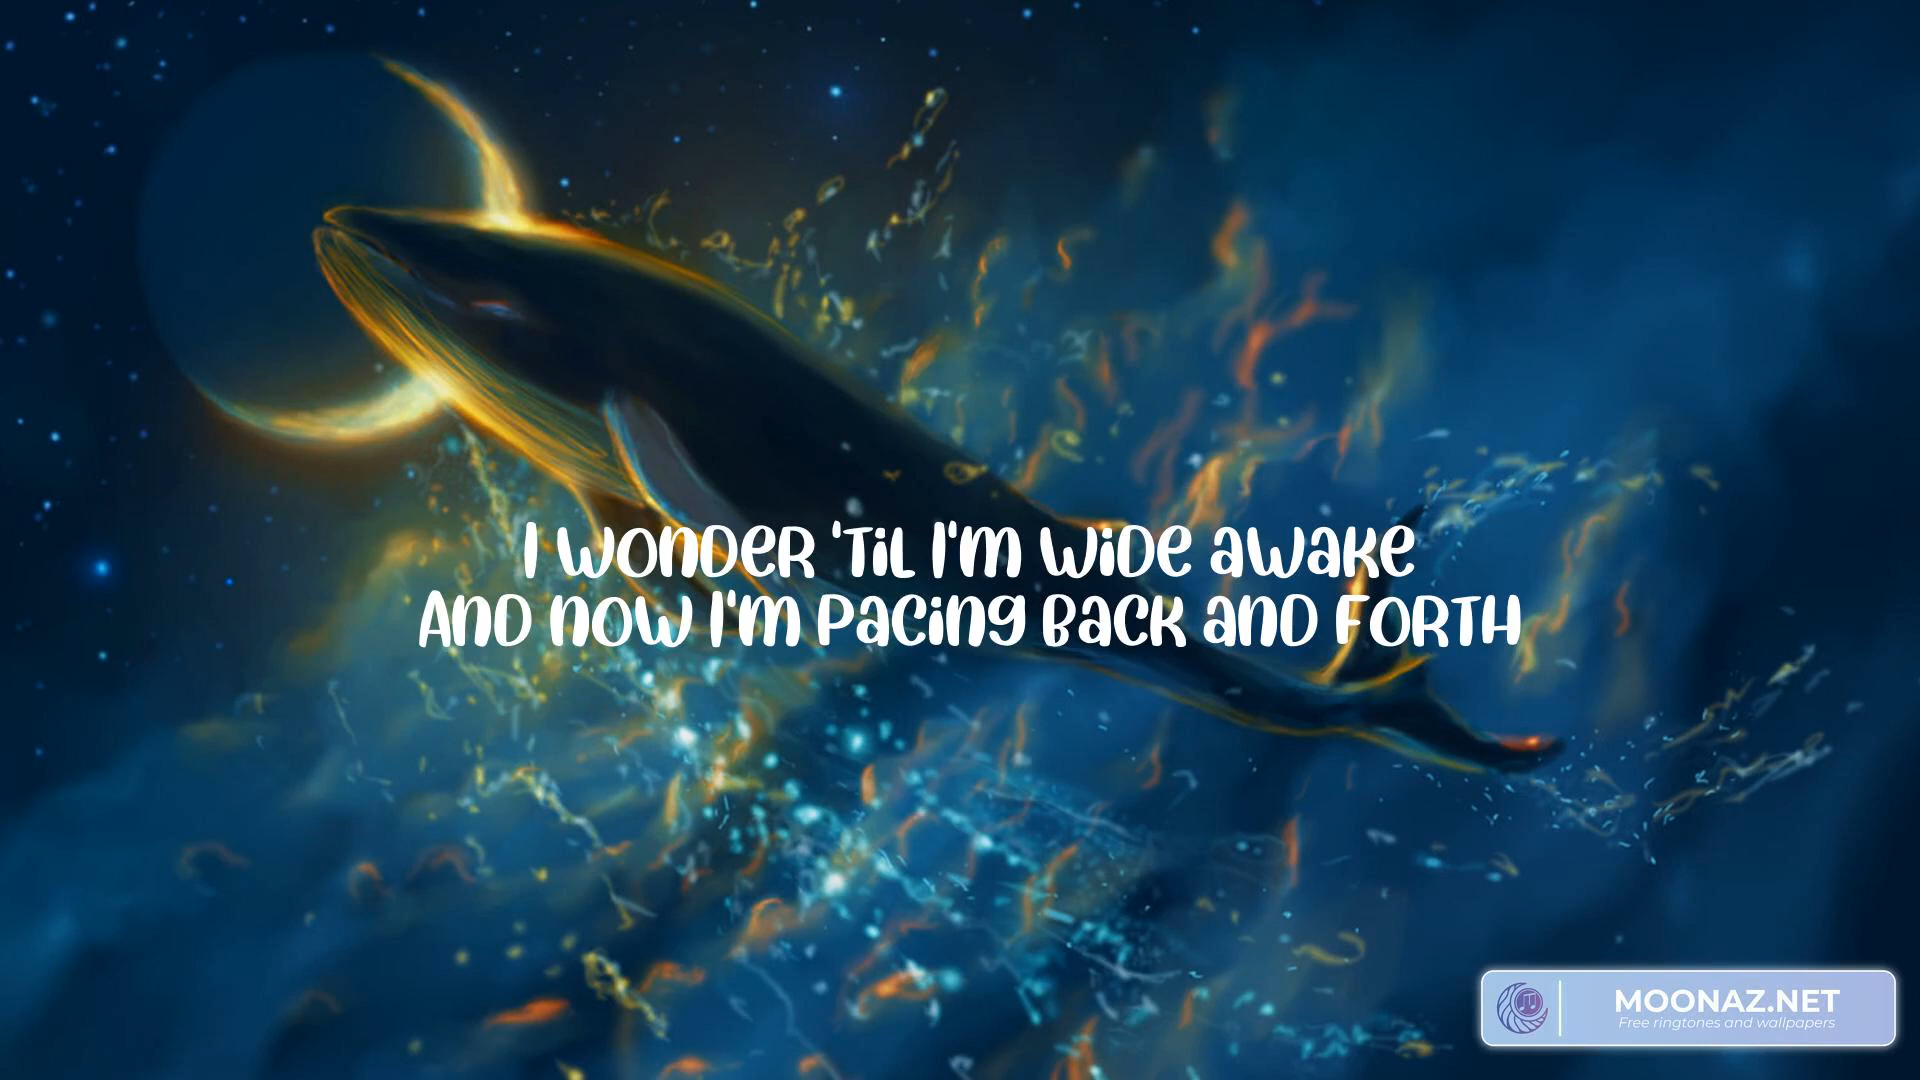 I WONDER 'TIL I'M WIDE AWAKE
AND NOW I'M PACING BACK AND FORTH
MOONAZ.NET
Free ringtones and wallpapers